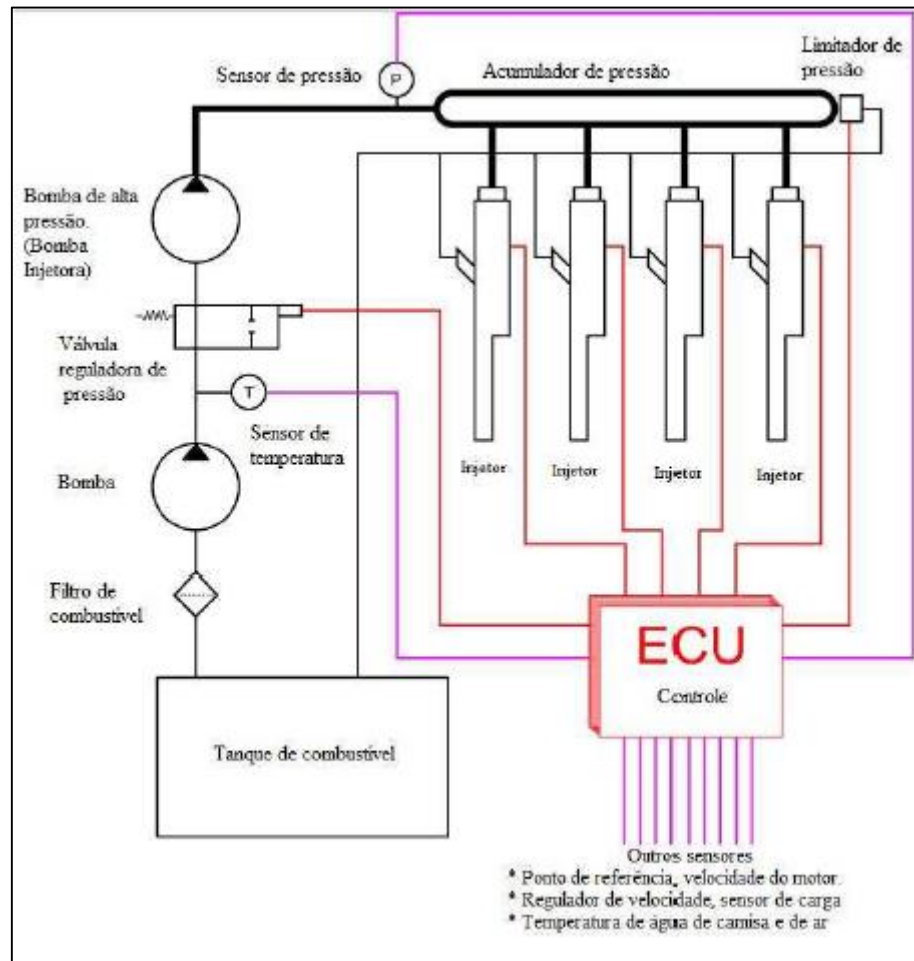 Sensor de pressão
P
Acumulador de pressão
Limitador de
pressão
Bomba de alta
pressão.
(Bomba
Injetora)
Válvula
reguladora de
pressão
T
Sensor de
temperatura
Bomba
Injetor
Injetor
Injetor
Injetor
Filtro de
combustível
ECU
Controle
Tanque de combustível
Outros sensores
* Ponto de referência, velocidade do motor.
* Regulador de velocidade, sensor de carga
* Temperatura de água de camisa e de ar